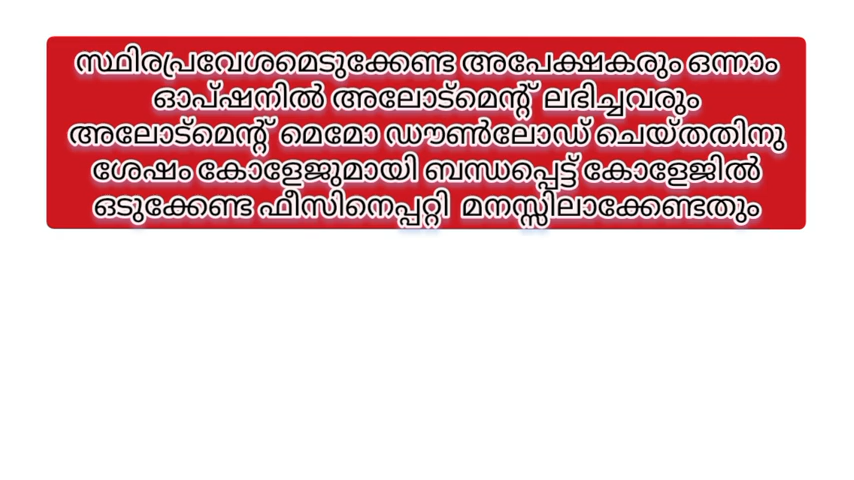 സ്ഥിരപ്രവേശമെടുക്കേണ്ട അപേക്ഷകരും ഒന്നാം
ഓപ്ഷനിൽ അലോട്മെന്റ് ലഭിച്ചവരും
അലോട്മെന്റ് മെമോ ഡൗൺലോഡ് ചെയ്തതിനു
ശേഷം കോളേജുമായി ബന്ധപ്പെട്ട് കോളേജിൽ
ഒടുക്കേണ്ട ഫീസിനെപ്പറ്റി മനസ്സിലാക്കേണ്ടതും